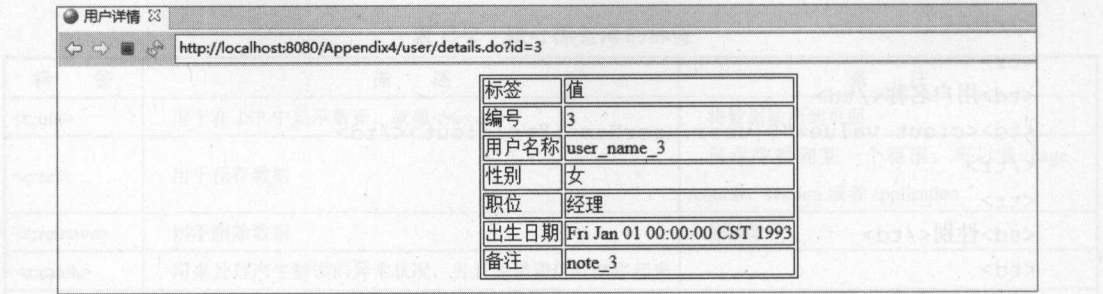 用户详情
http://localhost:8080/Appendix4/user/details.do?id=3
标签 值
编号 3
用户名称 user_name_3
性别 女
职位 经理
出生日期 Fri Jan 01 00:00:00 CST 1993
备注 note_3